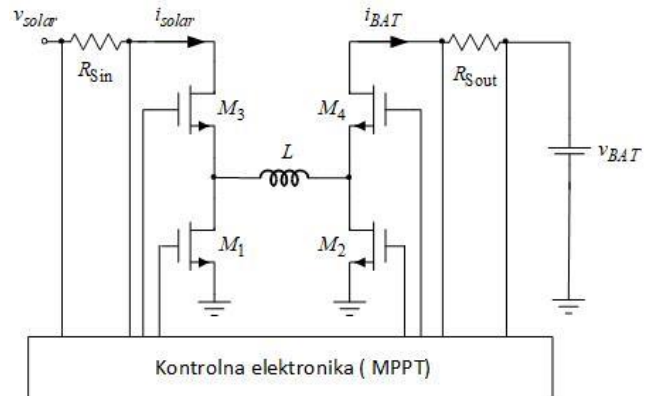 v_solar i_solar i_BAT
R_Sin R_Sout
M_3 M_4
L
v_BAT
M_1 M_2
Kontrolna elektronika ( MPPT)